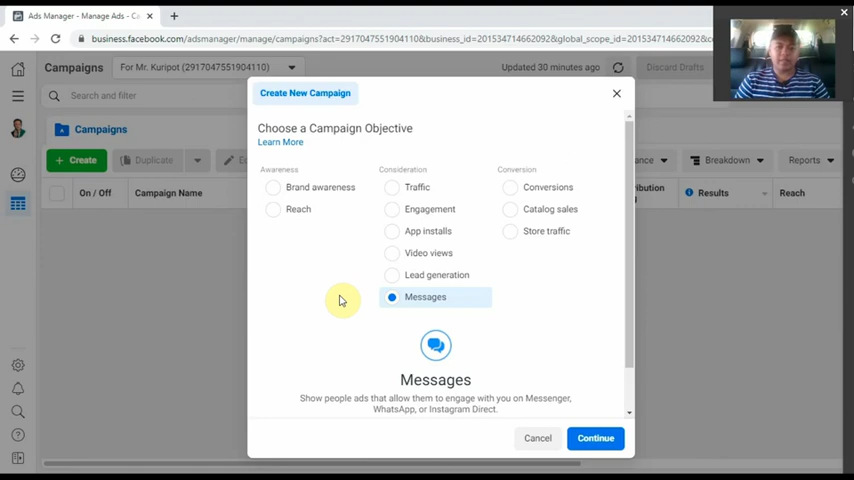 Ads Manager - Manage Ads - Ca
business.facebook.com/adsmanager/manage/campaigns?act=2917047551904110&business_id=201534714662092&global_scope_id=201534714662092&
Campaigns
For Mr. Kuripot (2917047551904110)
Updated 30 minutes ago
Discard Drafts
Search and filter
Campaigns
Create
Duplicate
Breakdown
Reports
On / Off
Campaign Name
Results
Reach
Create New Campaign
Choose a Campaign Objective
Learn More
Awareness
Brand awareness
Reach
Consideration
Traffic
Engagement
App installs
Video views
Lead generation
Messages
Conversion
Conversions
Catalog sales
Store traffic
Messages
Show people ads that allow them to engage with you on Messenger,
WhatsApp, or Instagram Direct.
Cancel
Continue